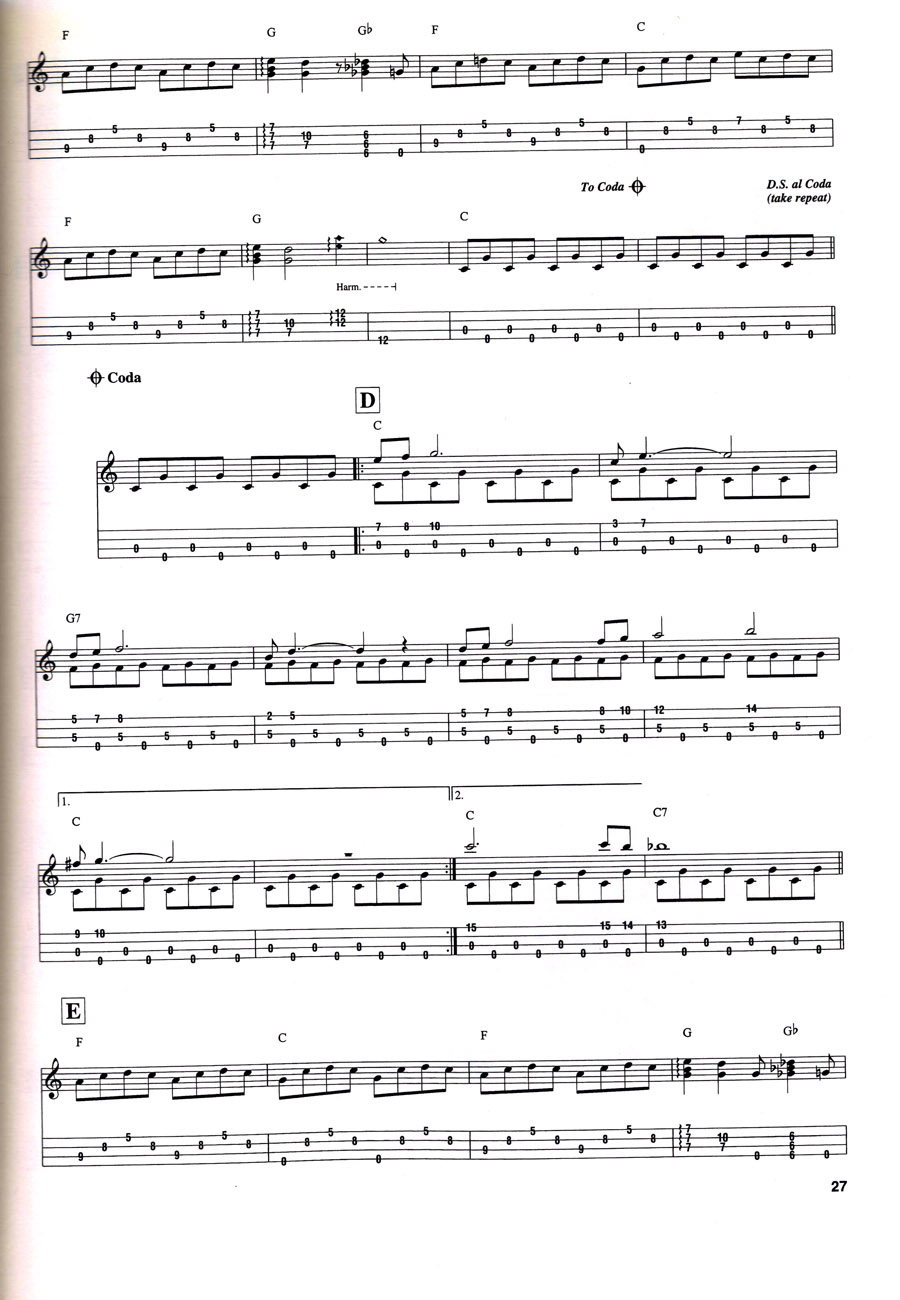 F G G♭ F C
9 8 5 8 9 8 5 8 7 7 7 10 7 6 6 6 0 9 8 5 8 9 8 5 8 0 8 5 8 7 8 5 8
To Coda D.S. al Coda
(take repeat)
F G C
Harm.
9 8 5 8 9 8 5 8 7 7 7 10 7 12 12 12 0 0 0 0 0 0 0 0 0 0 0 0 0 0 0 0
Coda
D
C
7 8 10 3 7
0 0 0 0 0 0 0 0 0 0 0 0 0 0 0 0 0 0 0 0 0 0 0 0
G7
5 7 8 2 5 5 7 8 8 10 12 14
5 0 5 0 5 0 5 0 5 0 5 0 5 0 5 0 5 0 5 0 5 0 5 0 5 0 5 0 5 0 5 0
1. 2.
C C C7
9 10 15 15 14 13
0 0 0 0 0 0 0 0 0 0 0 0 0 0 0 0 0 0 0 0 0 0 0 0 0 0 0 0 0 0 0 0
E
F C F G G♭
9 8 5 8 9 8 5 8 0 8 5 8 0 8 5 8 9 8 5 8 9 8 5 8 7 7 7 10 7 0 6 6 6 0
27